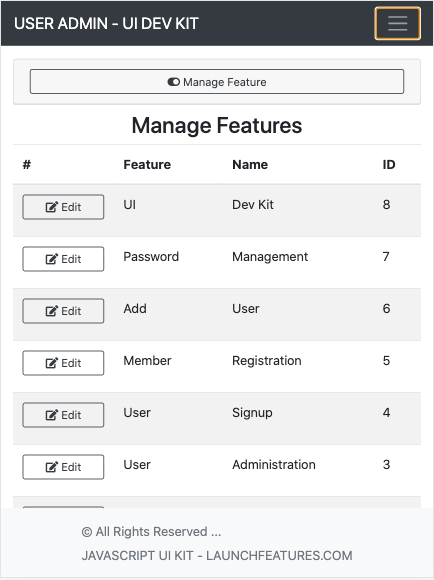 USER ADMIN - UI DEV KIT
Manage Feature
Manage Features
# Feature Name ID
Edit UI Dev Kit 8
Edit Password Management 7
Edit Add User 6
Edit Member Registration 5
Edit User Signup 4
Edit User Administration 3
© All Rights Reserved ...
JAVASCRIPT UI KIT - LAUNCHFEATURES.COM